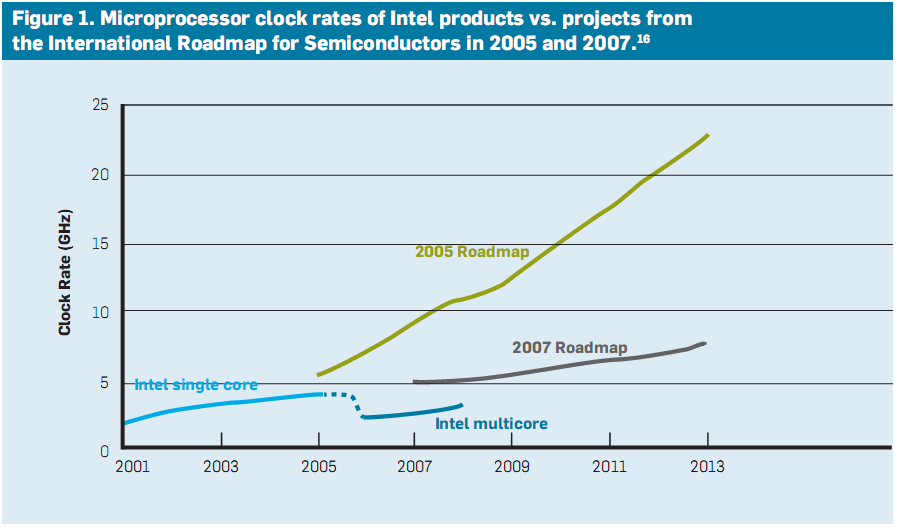 Figure 1. Microprocessor clock rates of Intel products vs. projects from
the International Roadmap for Semiconductors in 2005 and 2007.¹⁶
25
20
15
10
5
0
Clock Rate (GHz)
2005 Roadmap
2007 Roadmap
Intel single core
Intel multicore
2001 2003 2005 2007 2009 2011 2013